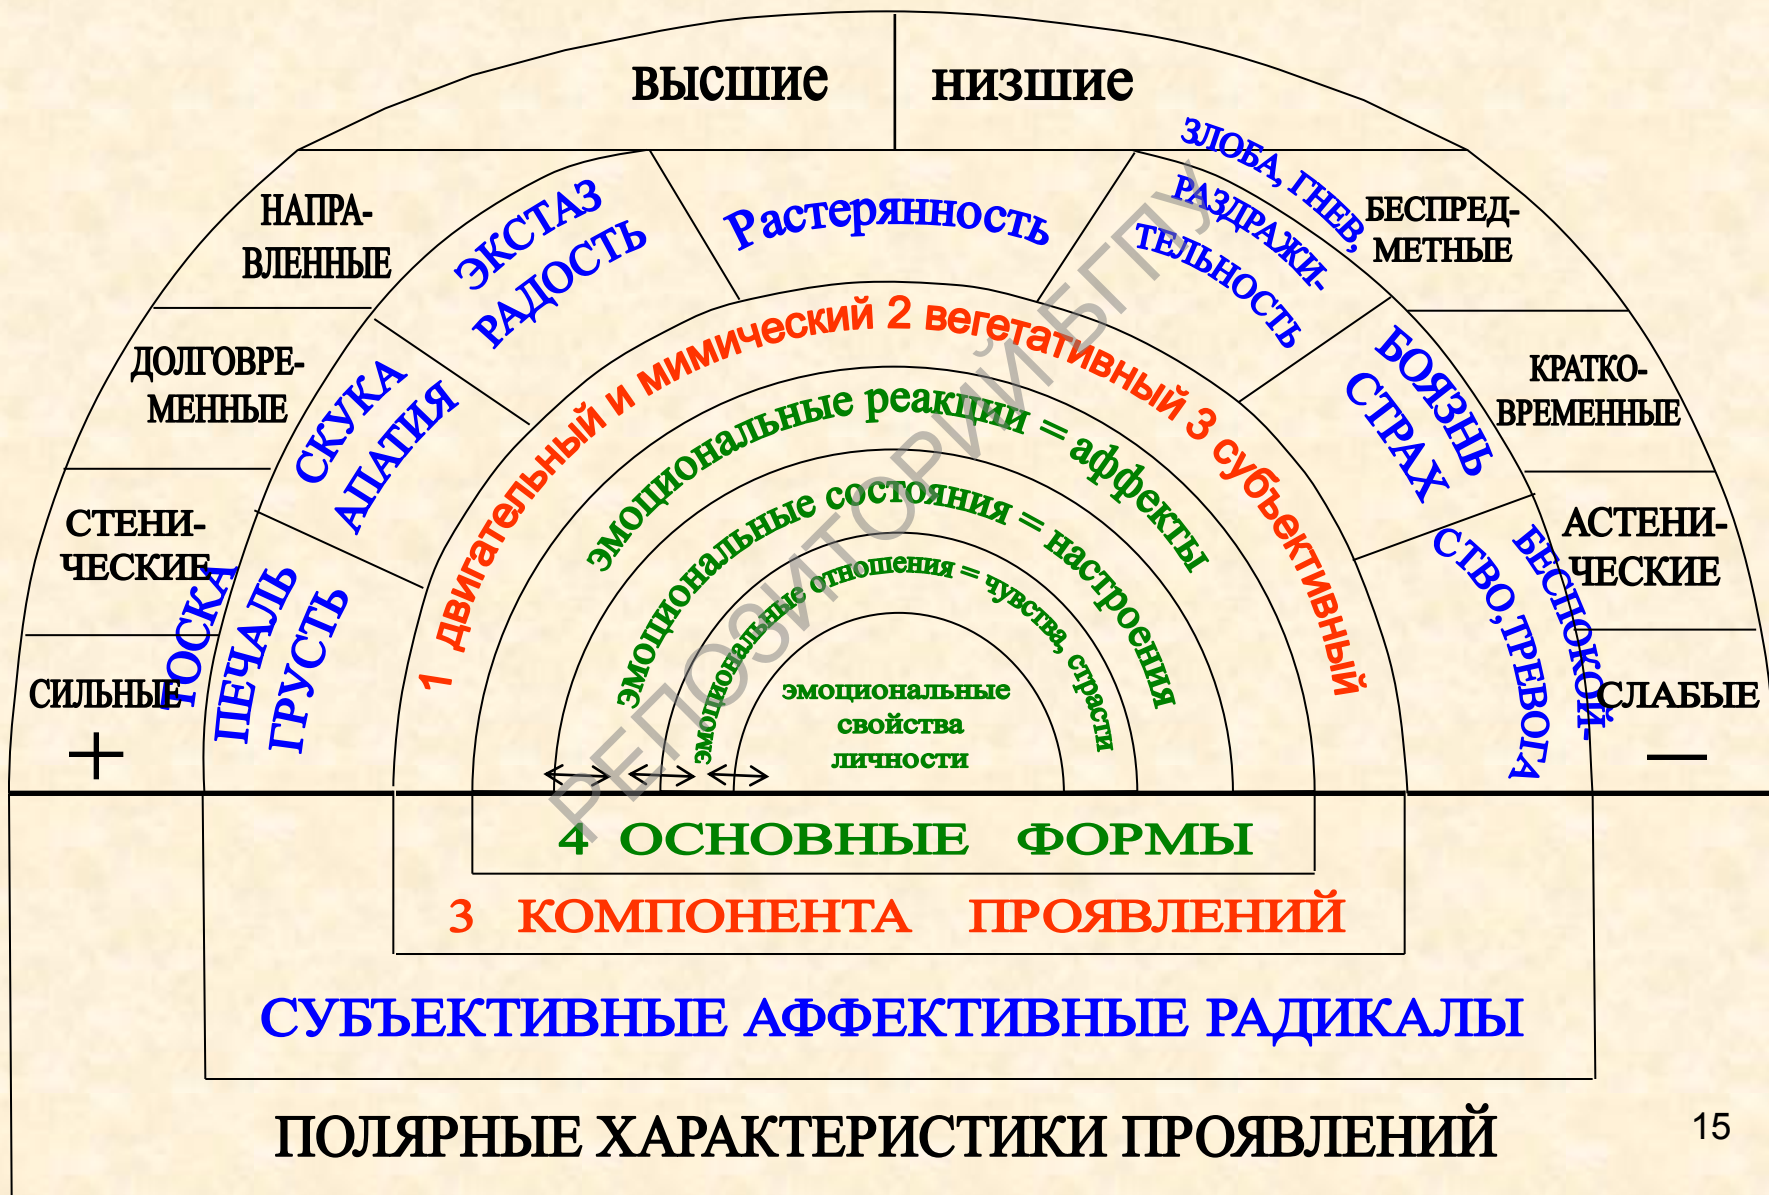 высшие
низшие
НАПРА-
ВЛЕННЫЕ
ДОЛГОВРЕ-
МЕННЫЕ
СТЕНИ-
ЧЕСКИЕ
СИЛЬНЫЕ
+
БЕСПРЕД-
МЕТНЫЕ
КРАТКО-
ВРЕМЕННЫЕ
АСТЕНИ-
ЧЕСКИЕ
СЛАБЫЕ
—
ТОСКА
ПЕЧАЛЬ
ГРУСТЬ
СКУКА
АПАТИЯ
ЭКСТАЗ
РАДОСТЬ
Растерянность
ЗЛОБА, ГНЕВ,
РАЗДРАЖИ-
ТЕЛЬНОСТЬ
БОЯЗНЬ
СТРАХ
БЕСПОКОЙ-
СТВО,ТРЕВОГА
1 двигательный и мимический 2 вегетативный 3 субъективный
эмоциональные реакции = аффекты
эмоциональные состояния = настроения
эмоциональные отношения = чувства, страсти
эмоциональные
свойства
личности
4 ОСНОВНЫЕ ФОРМЫ
3 КОМПОНЕНТА ПРОЯВЛЕНИЙ
СУБЪЕКТИВНЫЕ АФФЕКТИВНЫЕ РАДИКАЛЫ
ПОЛЯРНЫЕ ХАРАКТЕРИСТИКИ ПРОЯВЛЕНИЙ
15
РЕПОЗИТОРИЙ БГПУ